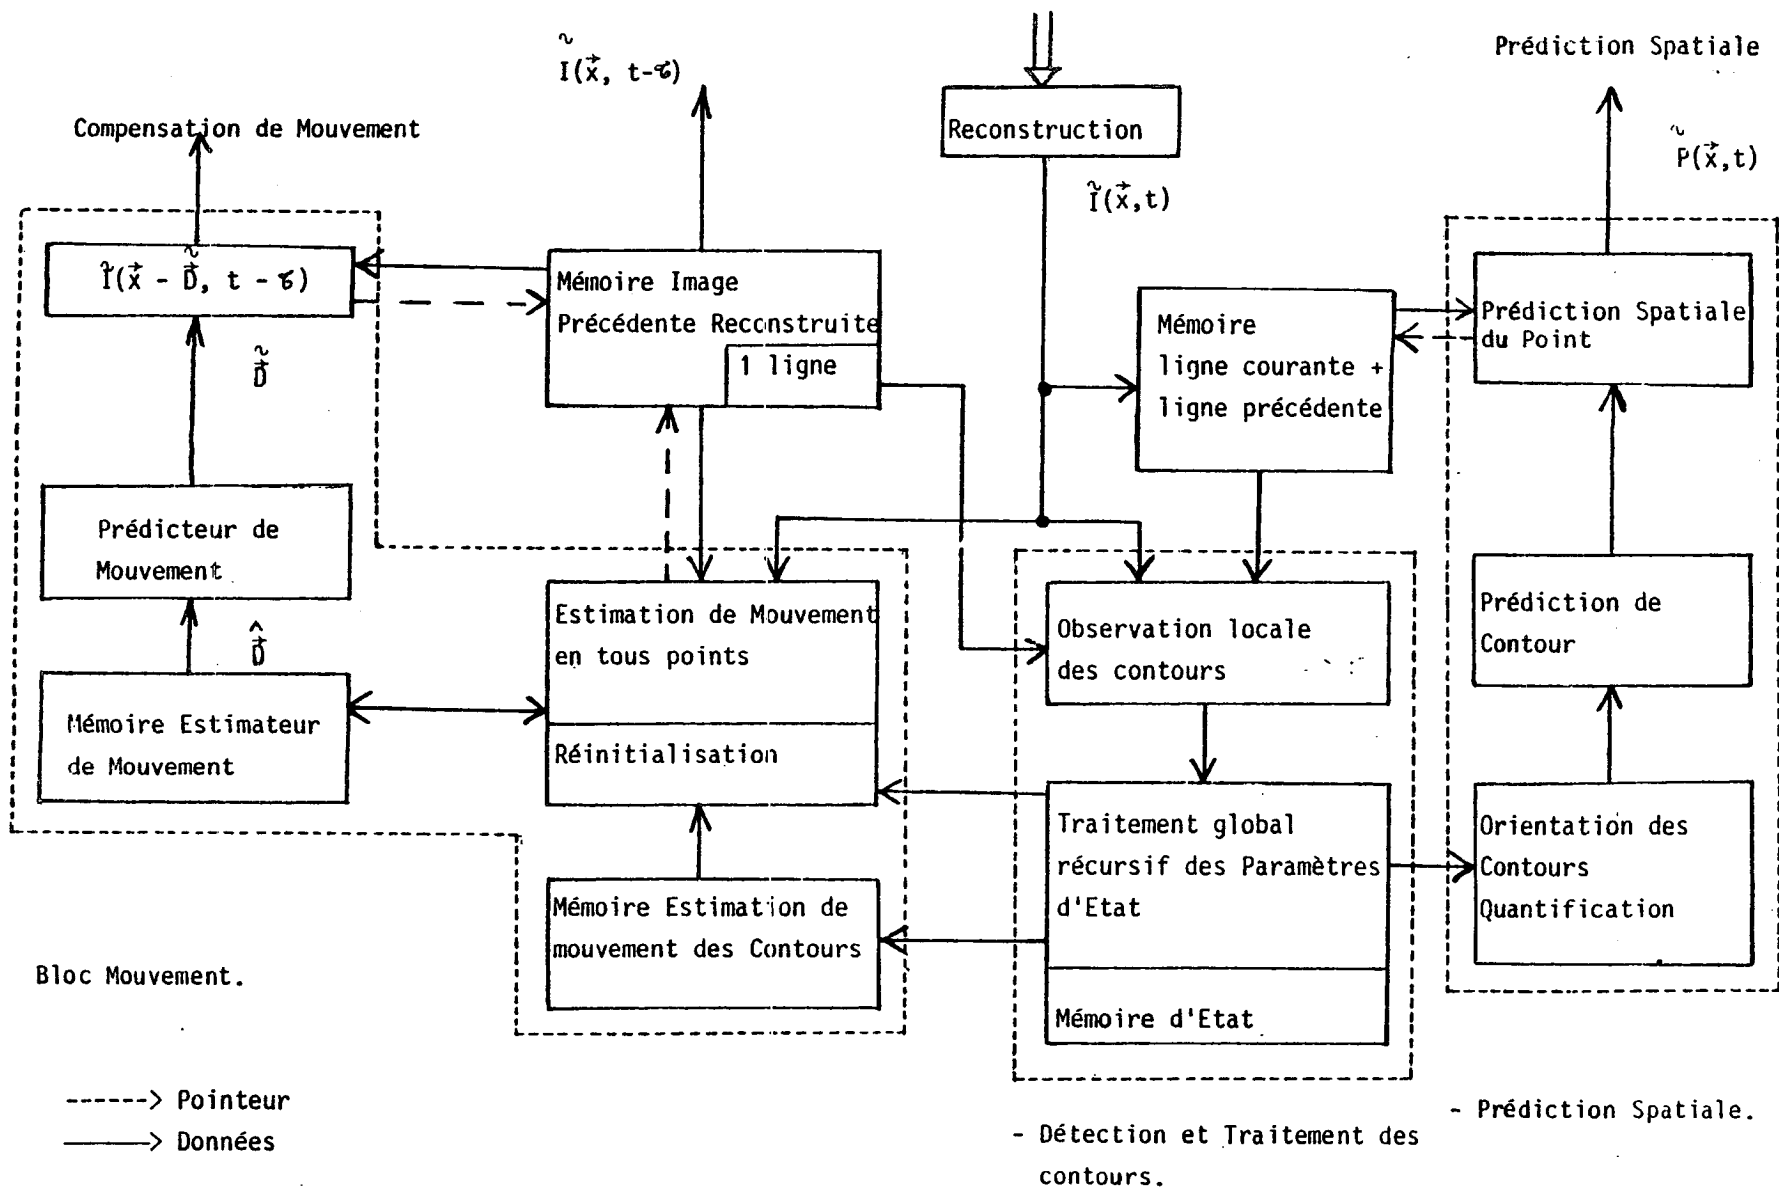 Ĩ(x⃗, t-τ)
Prédiction Spatiale
Compensation de Mouvement
Reconstruction
P̃(x⃗,t)
Ĩ(x⃗,t)
Ĩ(x⃗ - D̃⃗, t - τ)
Mémoire Image
Précédente Reconstruite
1 ligne
Mémoire
ligne courante +
ligne précédente
Prédiction Spatiale
du Point
D̃⃗
Prédicteur de
Mouvement
Estimation de Mouvement
en tous points
Réinitialisation
Observation locale
des contours
Prédiction de
Contour
D̂⃗
Mémoire Estimateur
de Mouvement
Traitement global
récursif des Paramètres
d'Etat
Mémoire d'Etat
Orientation des
Contours
Quantification
Mémoire Estimation de
mouvement des Contours
Bloc Mouvement.
------> Pointeur
———> Données
- Détection et Traitement des
contours.
- Prédiction Spatiale.